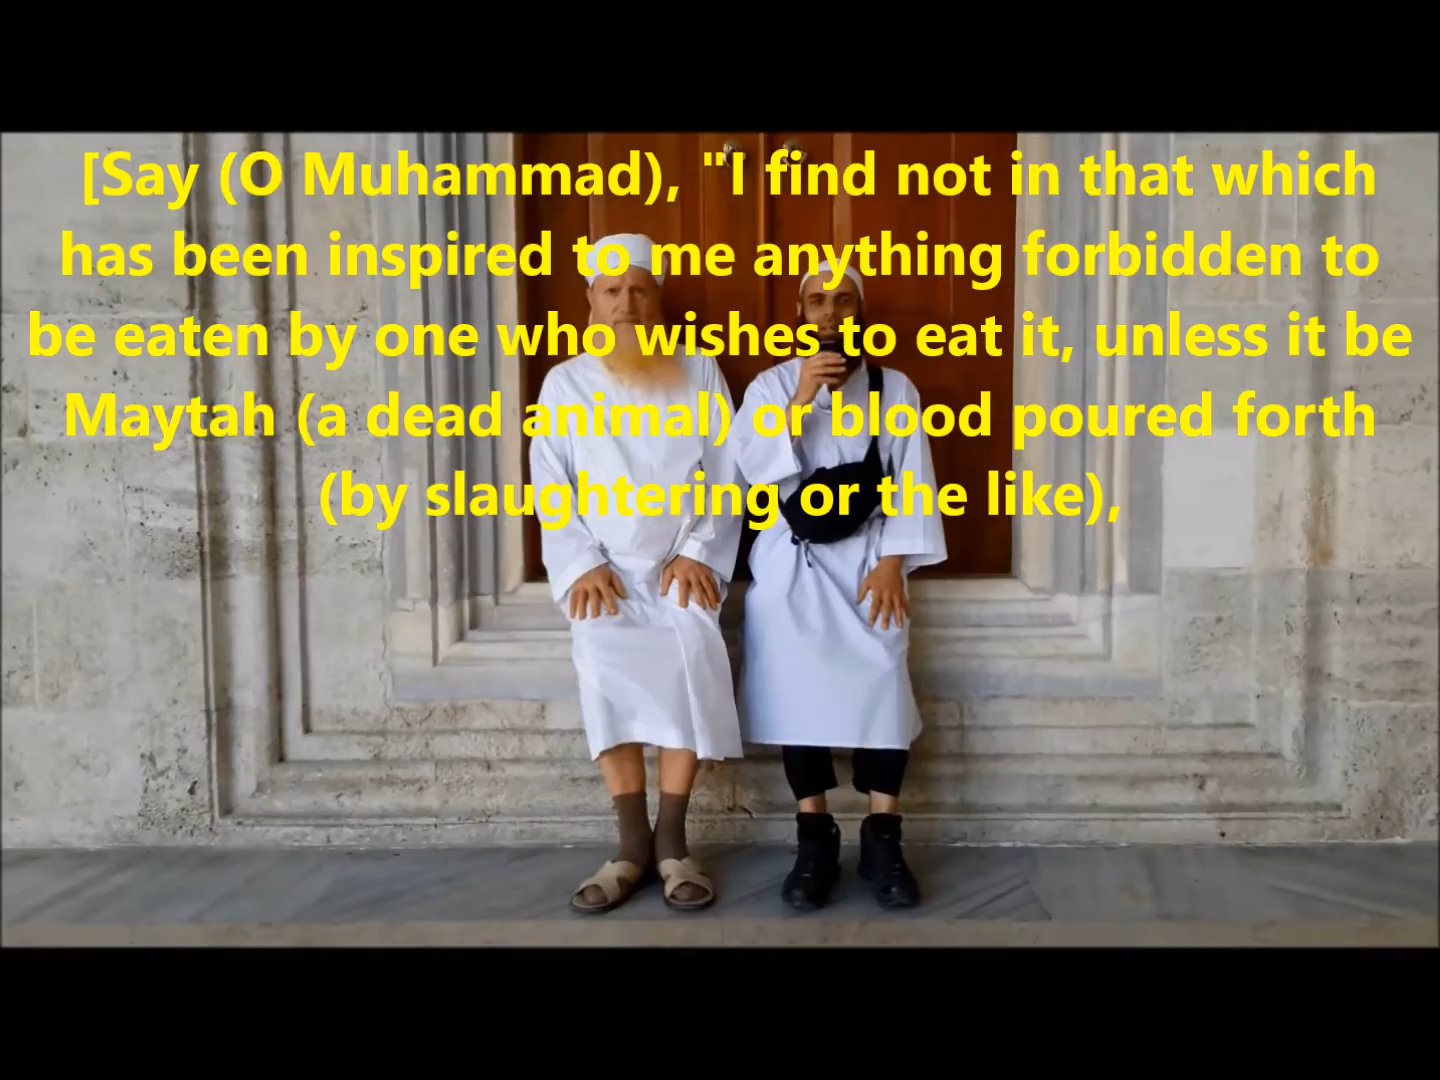 [Say (O Muhammad), "I find not in that which
has been inspired to me anything forbidden to
be eaten by one who wishes to eat it, unless it be
Maytah (a dead animal) or blood poured forth
(by slaughtering or the like),